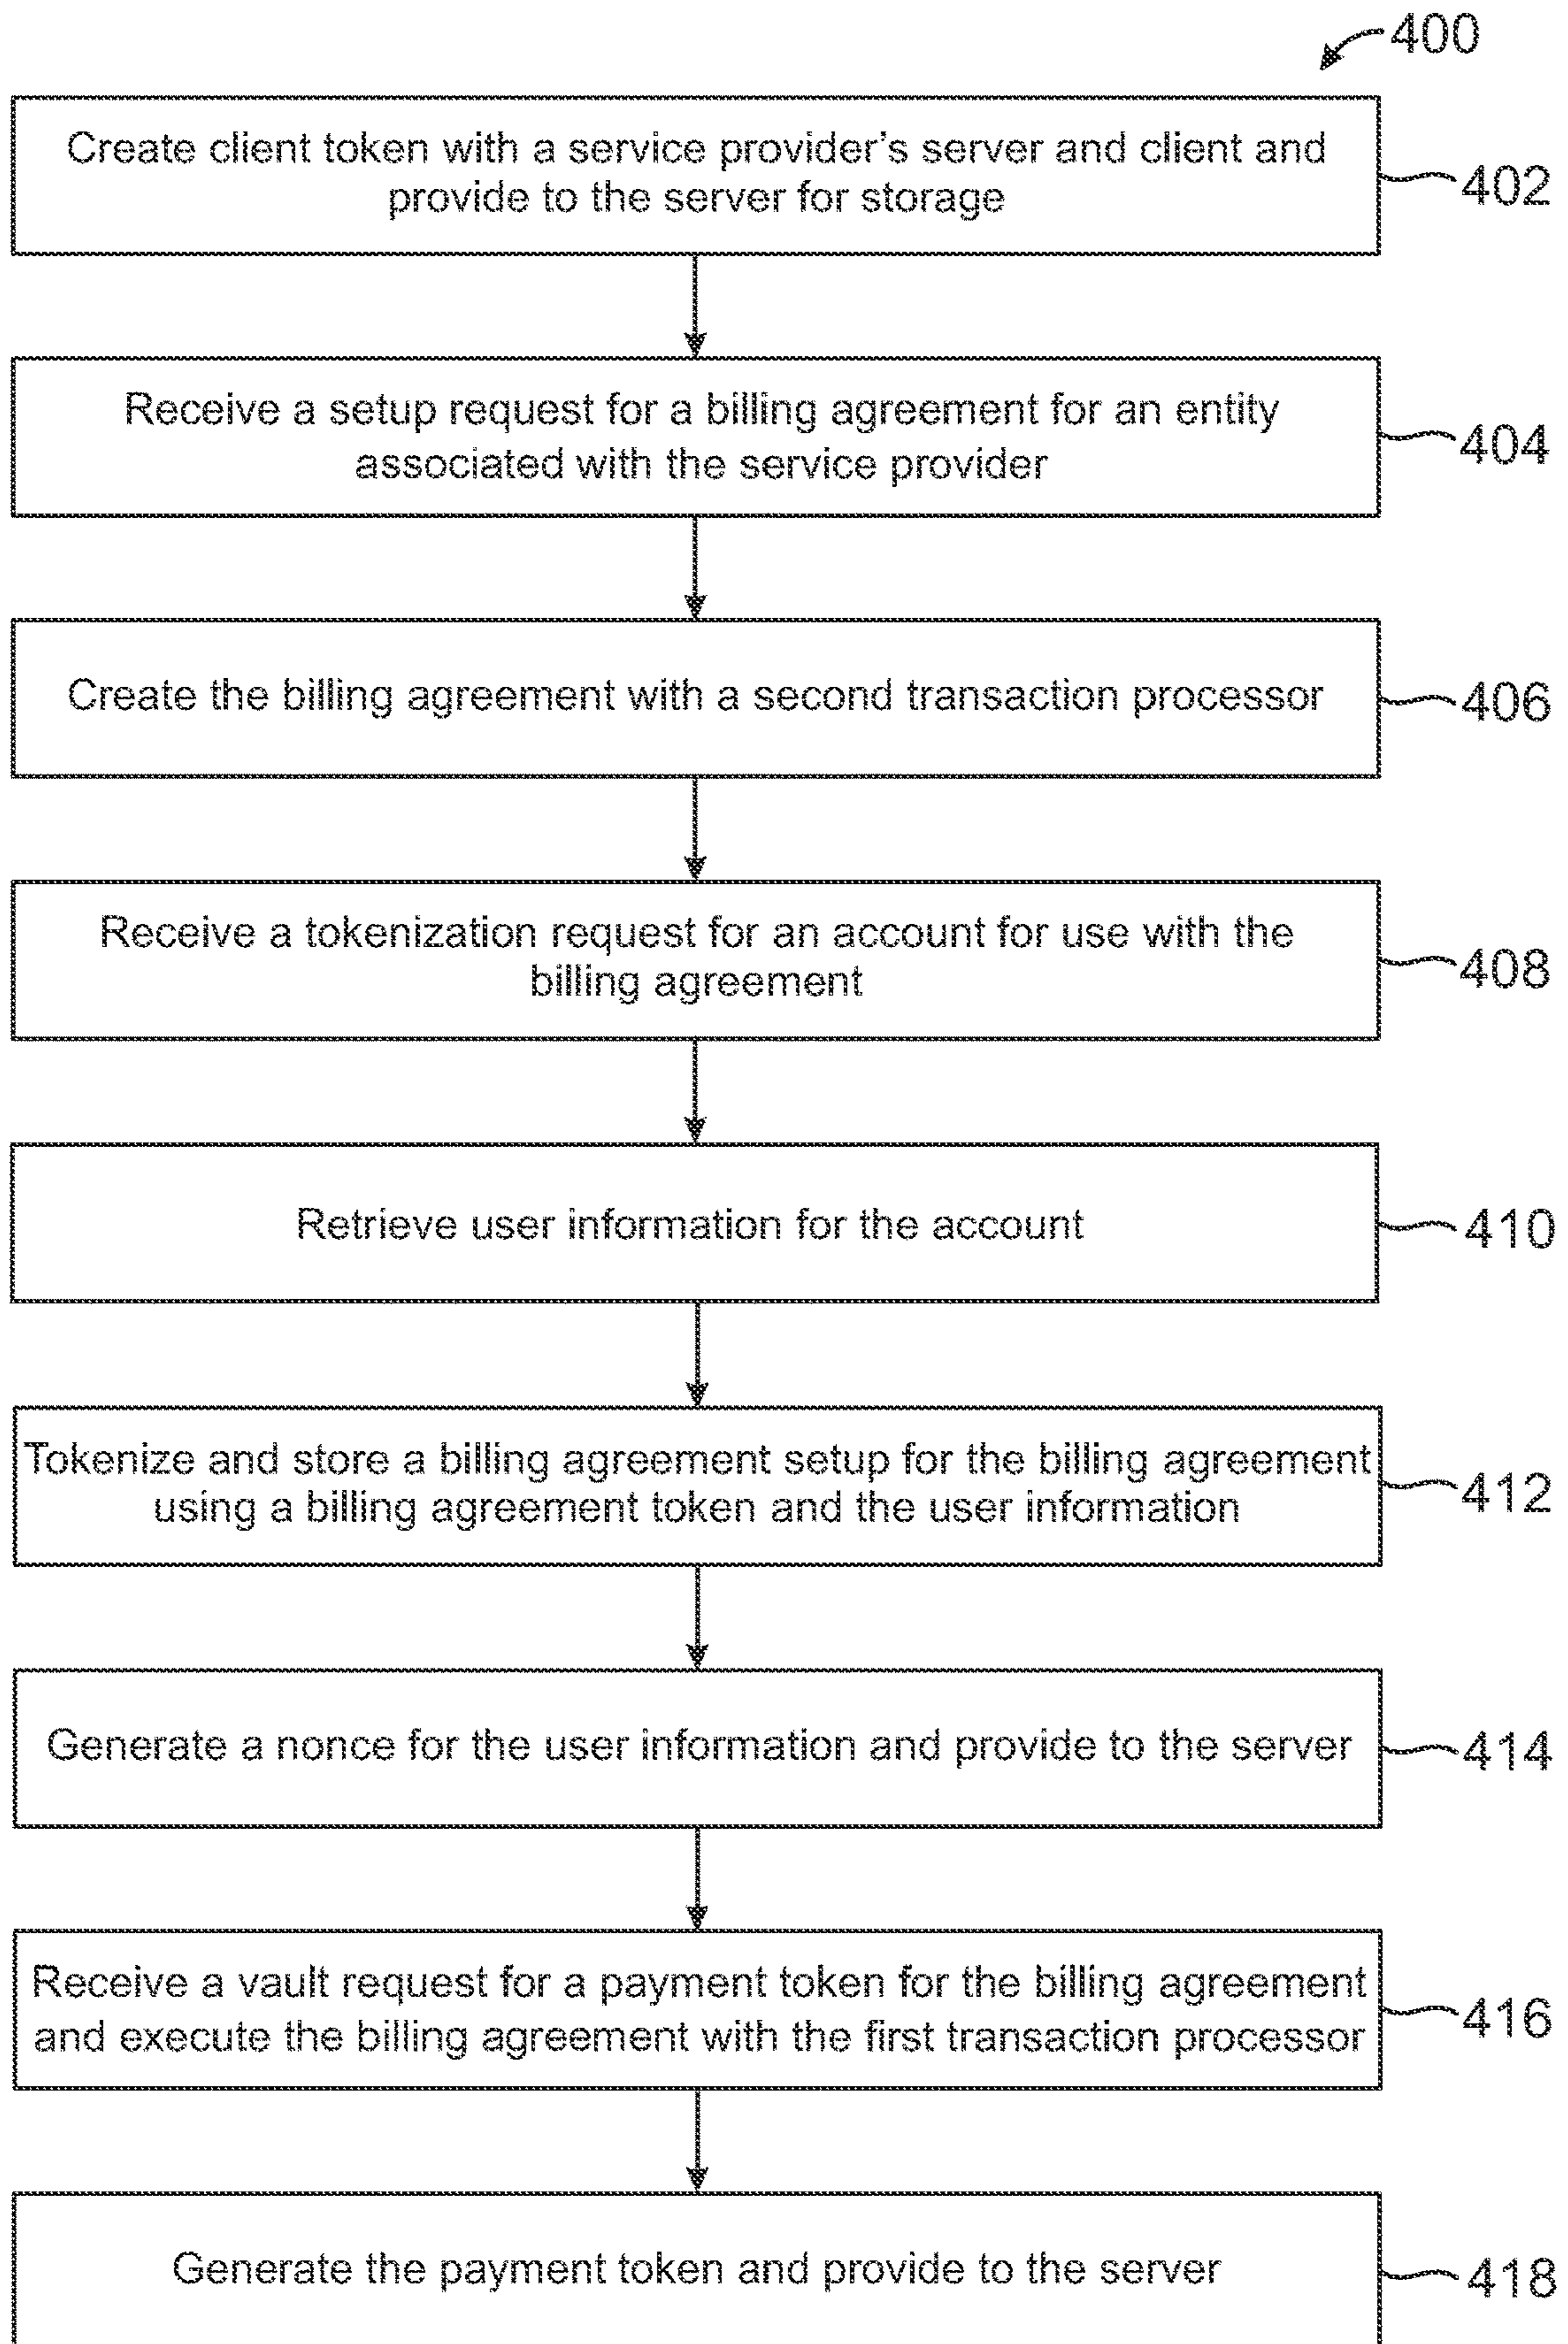 400
Create client token with a service provider's server and client and
provide to the server for storage
402
Receive a setup request for a billing agreement for an entity
associated with the service provider
404
Create the billing agreement with a second transaction processor
406
Receive a tokenization request for an account for use with the
billing agreement
408
Retrieve user information for the account
410
Tokenize and store a billing agreement setup for the billing agreement
using a billing agreement token and the user information
412
Generate a nonce for the user information and provide to the server
414
Receive a vault request for a payment token for the billing agreement
and execute the billing agreement with the first transaction processor
416
Generate the payment token and provide to the server
418